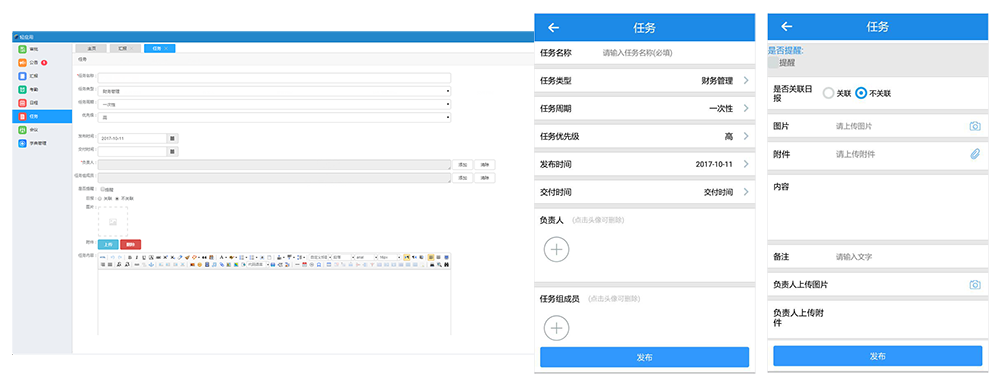 审批
主页
汇报
任务
公告
任务
汇报
*任务名称：
考勤
任务类型：
财务管理
日程
任务周期：
一次性
任务
优先级：
高
会议
字典管理
发布时间：
2017-10-11
交付时间：
*负责人：
添加
清除
任务组成员：
添加
清除
是否提醒：
提醒
日报：
关联
不关联
图片：
附件：
上传
删除
任务内容：
任务
任务名称
请输入任务名称(必填)
任务类型
财务管理
任务周期
一次性
任务优先级
高
发布时间
2017-10-11
交付时间
交付时间
负责人
(点击头像可删除)
任务组成员
(点击头像可删除)
发布
任务
是否提醒:
提醒
是否关联日报
关联
不关联
图片
请上传图片
附件
请上传附件
内容
备注
请输入文字
负责人上传图片
负责人上传附件
发布